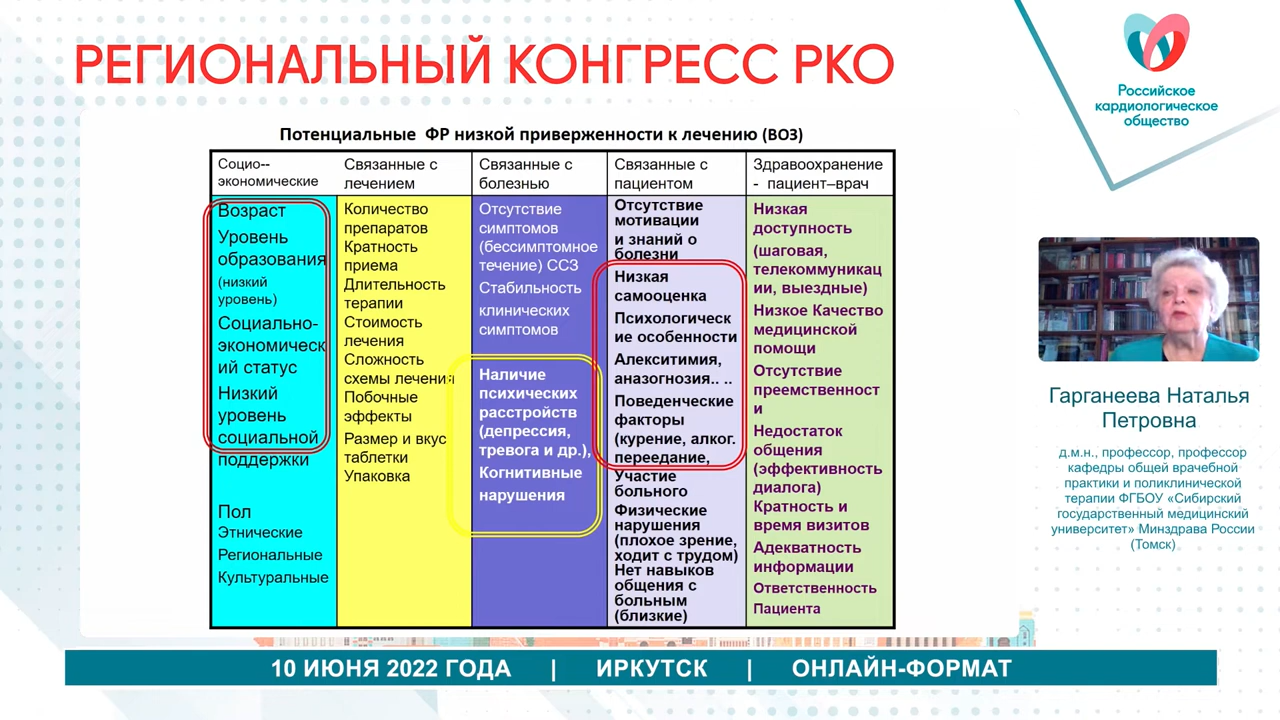 РЕГИОНАЛЬНЫЙ КОНГРЕСС РКО
Российское
кардиологическое
общество
Потенциальные ФР низкой приверженности к лечению (ВОЗ)
Социо--
экономические
Возраст
Уровень
образования
(низкий
уровень)
Социально-
экономическ
ий статус
Низкий
уровень
социальной
поддержки
Пол
Этнические
Региональные
Культуральные
Связанные с
лечением
Количество
препаратов
Кратность
приема
Длительность
терапии
Стоимость
лечения
Сложность
схемы лечения
Побочные
эффекты
Размер и вкус
таблетки
Упаковка
Связанные с
болезнью
Отсутствие
симптомов
(бессимптомное
течение) ССЗ
Стабильность
клинических
симптомов
Наличие
психических
расстройств
(депрессия,
тревога и др.),
Когнитивные
нарушения
Связанные с
пациентом
Отсутствие
мотивации
и знаний о
болезни
Низкая
самооценка
Психологическ
ие особенности
Алекситимия,
аназогнозия.. ..
Поведенческие
факторы
(курение, алког.
переедание,
Участие
больного
Физические
нарушения
(плохое зрение,
ходит с трудом)
Нет навыков
общения с
больным
(близкие)
Здравоохранение
- пациент–врач
Низкая
доступность
(шаговая,
телекоммуникац
ии, выездные)
Низкое Качество
медицинской
помощи
Отсутствие
преемственност
и
Недостаток
общения
(эффективность
диалога)
Кратность и
время визитов
Адекватность
информации
Ответственность
Пациента
Гарганеева Наталья
Петровна
д.м.н., профессор, профессор
кафедры общей врачебной
практики и поликлинической
терапии ФГБОУ «Сибирский
государственный медицинский
университет» Минздрава России
(Томск)
10 ИЮНЯ 2022 ГОДА | ИРКУТСК | ОНЛАЙН-ФОРМАТ